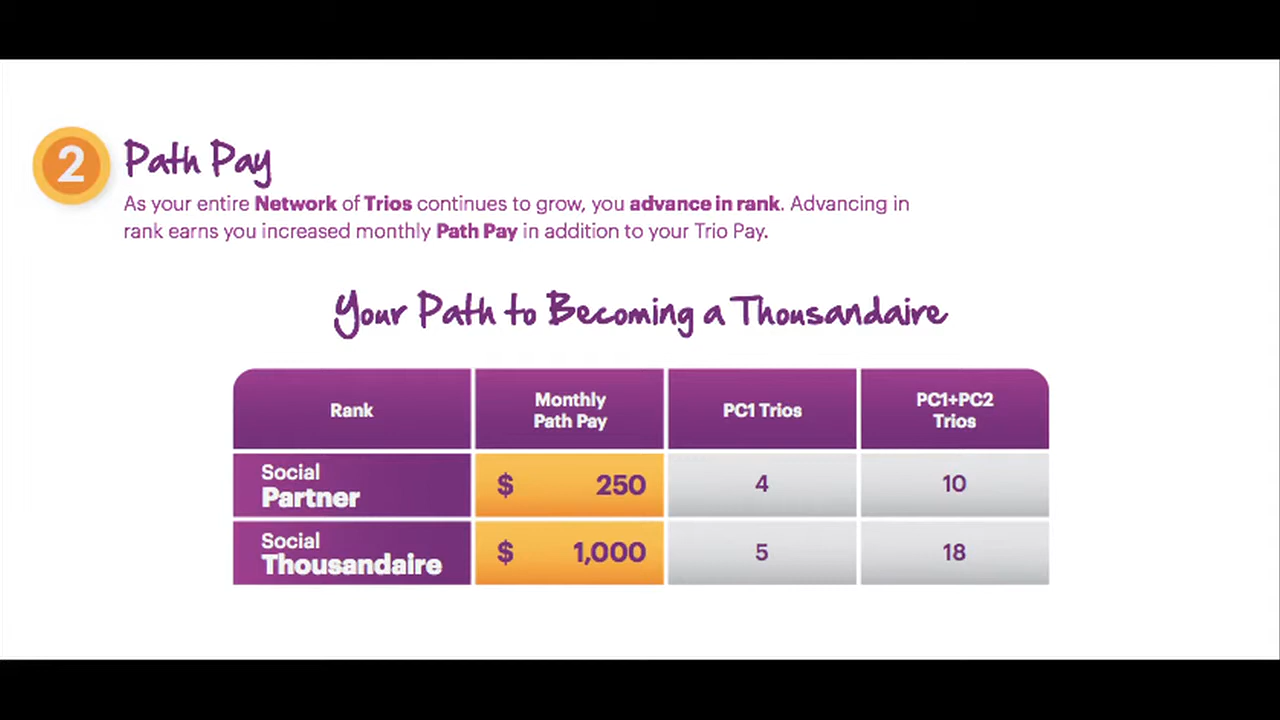 2
Path Pay
As your entire Network of Trios continues to grow, you advance in rank. Advancing in
rank earns you increased monthly Path Pay in addition to your Trio Pay.
Your Path to Becoming a Thousandaire
Rank
Monthly
Path Pay
PC1 Trios
PC1+PC2
Trios
Social
Partner
$ 250
4
10
Social
Thousandaire
$ 1,000
5
18